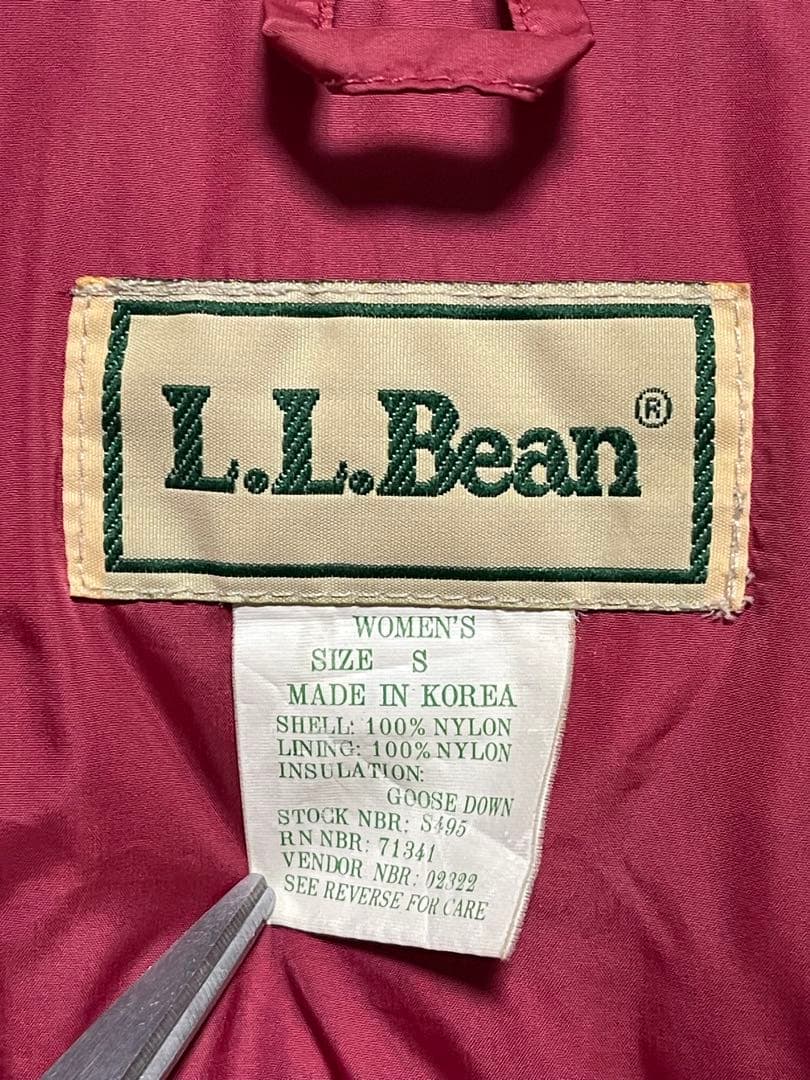 L.L.Bean®
WOMEN'S
SIZE S
MADE IN KOREA
SHELL: 100% NYLON
LINING: 100% NYLON
INSULATION:
GOOSE DOWN
STOCK NBR: S495
RN NBR: 71341
VENDOR NBR: 02322
SEE REVERSE FOR CARE